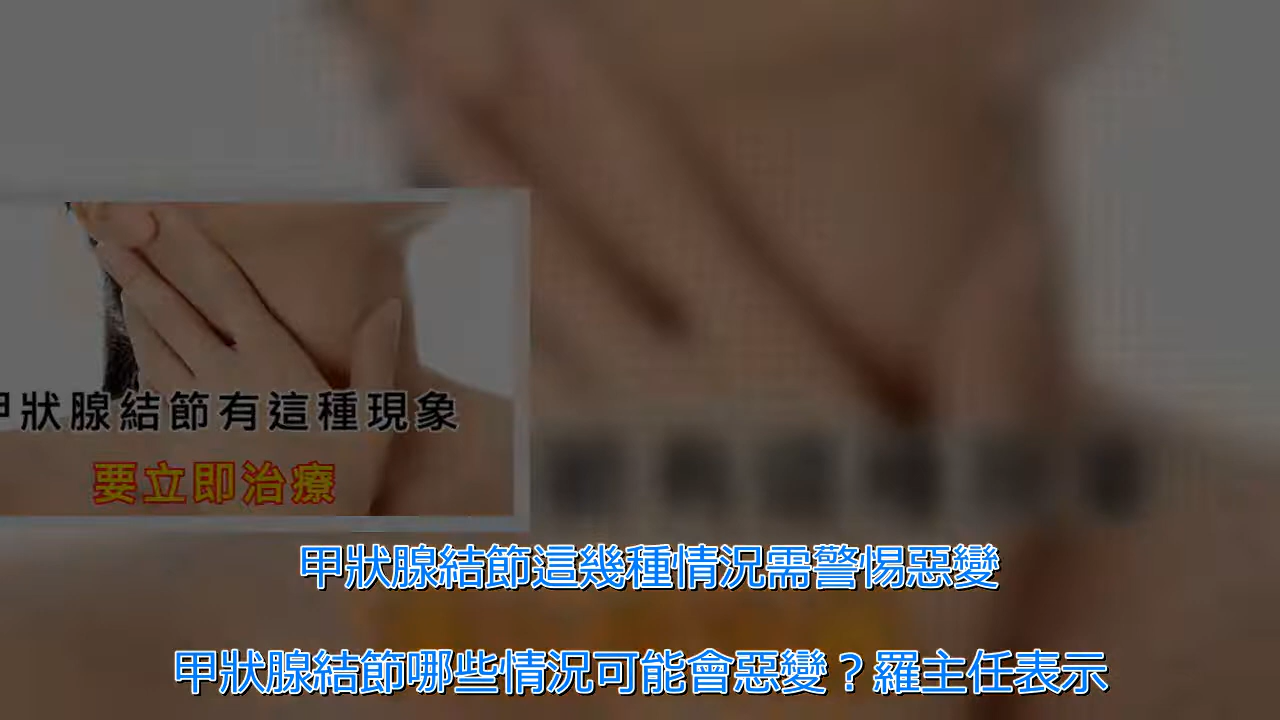 甲狀腺結節有這種現象
要立即治療
甲狀腺結節這幾種情況需警惕惡變
甲狀腺結節哪些情況可能會惡變？羅主任表示